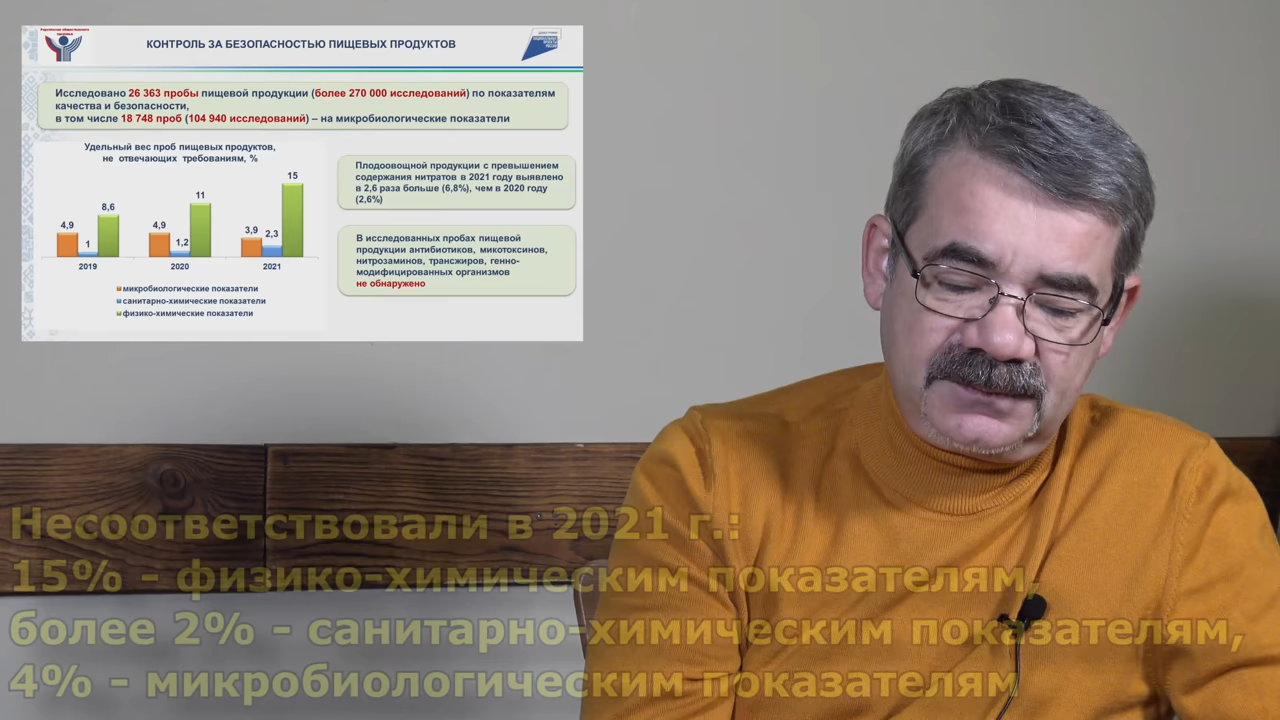 КОНТРОЛЬ ЗА БЕЗОПАСНОСТЬЮ ПИЩЕВЫХ ПРОДУКТОВ
Исследовано 26 363 пробы пищевой продукции (более 270 000 исследований) по показателям
качества и безопасности,
в том числе 18 748 проб (104 940 исследований) – на микробиологические показатели
Удельный вес проб пищевых продуктов,
не отвечающих требованиям, %
4,9
1
8,6
4,9
1,2
11
3,9
2,3
15
2019
2020
2021
микробиологические показатели
санитарно-химические показатели
физико-химические показатели
Плодоовощной продукции с превышением
содержания нитратов в 2021 году выявлено
в 2,6 раза больше (6,8%), чем в 2020 году
(2,6%)
В исследованных пробах пищевой
продукции антибиотиков, микотоксинов,
нитрозаминов, трансжиров, генно-
модифицированных организмов
не обнаружено
Несоответствовали в 2021 г.:
15% - физико-химическим показателям,
более 2% - санитарно-химическим показателям,
4% - микробиологическим показателям